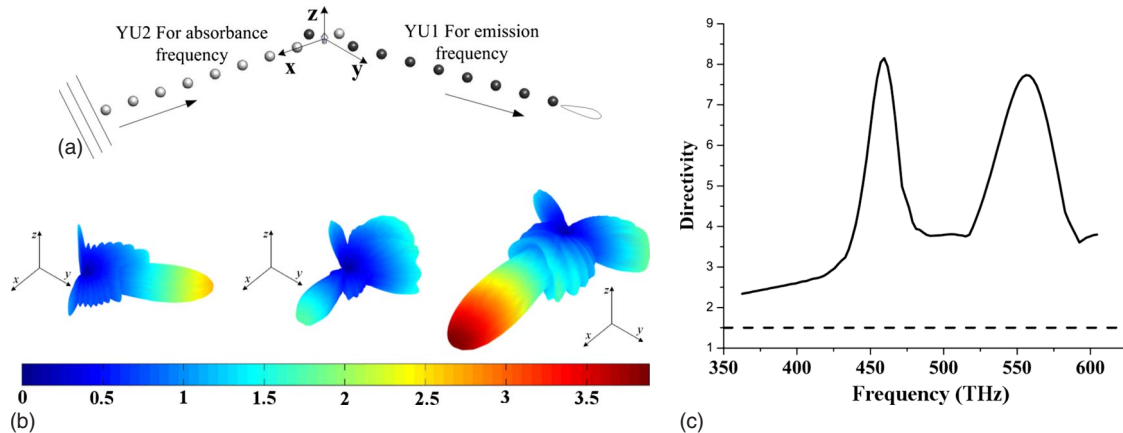 YU2 For absorbance
frequency
z
YU1 For emission
frequency
x
y
(a)
z
x
y
z
x
y
z
x
y
0 0.5 1 1.5 2 2.5 3 3.5
(b)
9
8
7
6
5
4
3
2
1
Directivity
350 400 450 500 550 600
Frequency (THz)
(c)